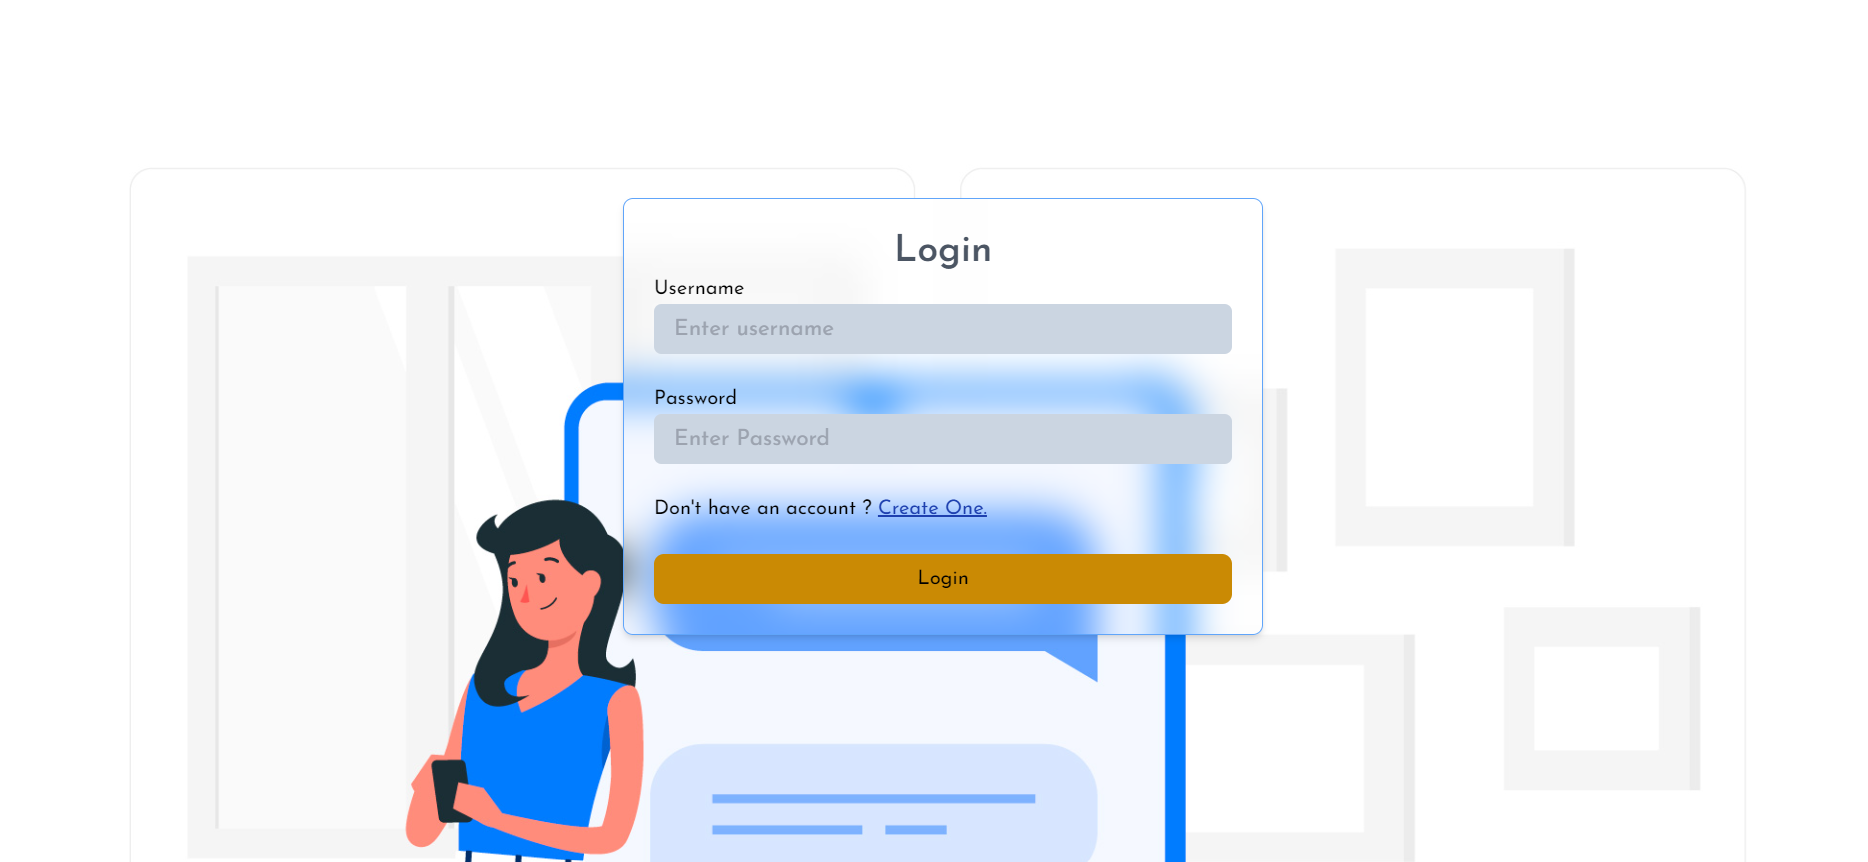 Login
Username
Enter username
Password
Enter Password
Don't have an account ? Create One.
Login